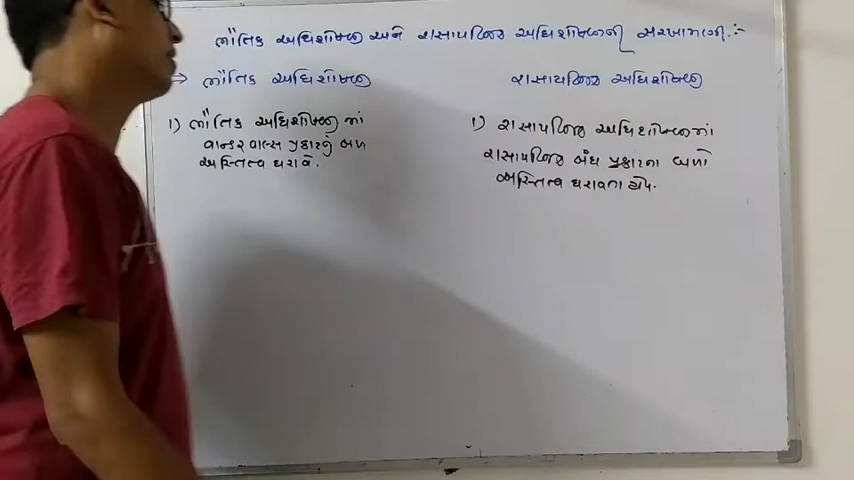 ભૌતિક અધિશોષણ અને રાસાયણિક અધિશોષણની સરખામણી :-
→ ભૌતિક અધિશોષણ
રાસાયણિક અધિશોષણ
1) ભૌતિક અધિશોષણ માં
વાન્ડરવાલ્સ પ્રકારનું બળ
અસ્તિત્વ ધરાવે.
1) રાસાયણિક અધિશોષણમાં
રાસાયણિક બંધ પ્રકારના બળો
અસ્તિત્વ ધરાવતા હોય.